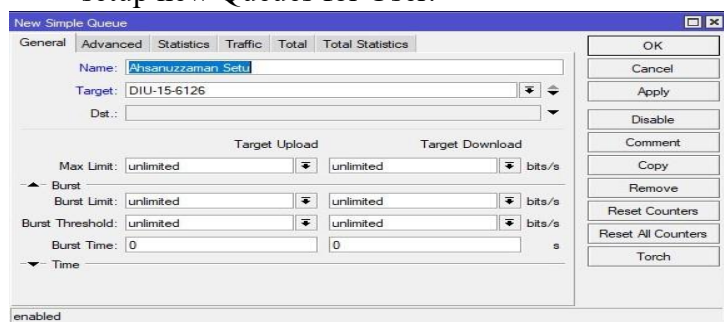 New Simple Queue
General Advanced Statistics Traffic Total Total Statistics
Name: Ahsanuzzaman Setu
Target: DIU-15-6126
Dst.:
Target Upload Target Download
Max Limit: unlimited unlimited bits/s
Burst
Burst Limit: unlimited unlimited bits/s
Burst Threshold: unlimited unlimited bits/s
Burst Time: 0 0 s
Time
enabled
OK
Cancel
Apply
Disable
Comment
Copy
Remove
Reset Counters
Reset All Counters
Torch